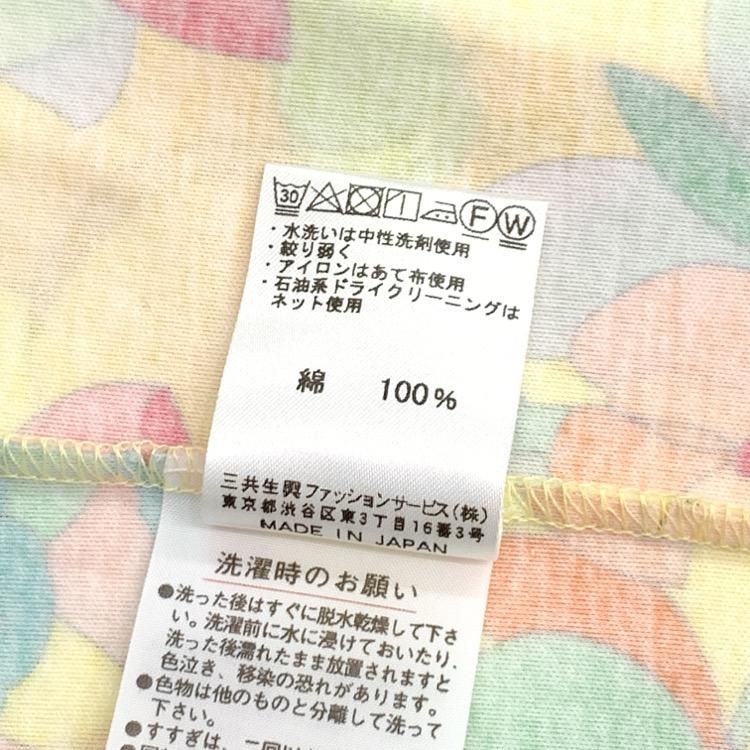 30 F W
・水洗いは中性洗剤使用
・絞り弱く
・アイロンはあて布使用
・石油系ドライクリーニングは
ネット使用
綿 100%
三共生興ファッションサービス(株)
東京都渋谷区東3丁目16番3号
MADE IN JAPAN
洗濯時のお願い
●洗った後はすぐに脱水乾燥して下さ
い。洗濯前に水に浸けておいたり、
洗った後濡れたまま放置されますと
色泣き、移染の恐れがあります。
●色物は他のものと分離して洗って
下さい。
●すすぎは、二回以